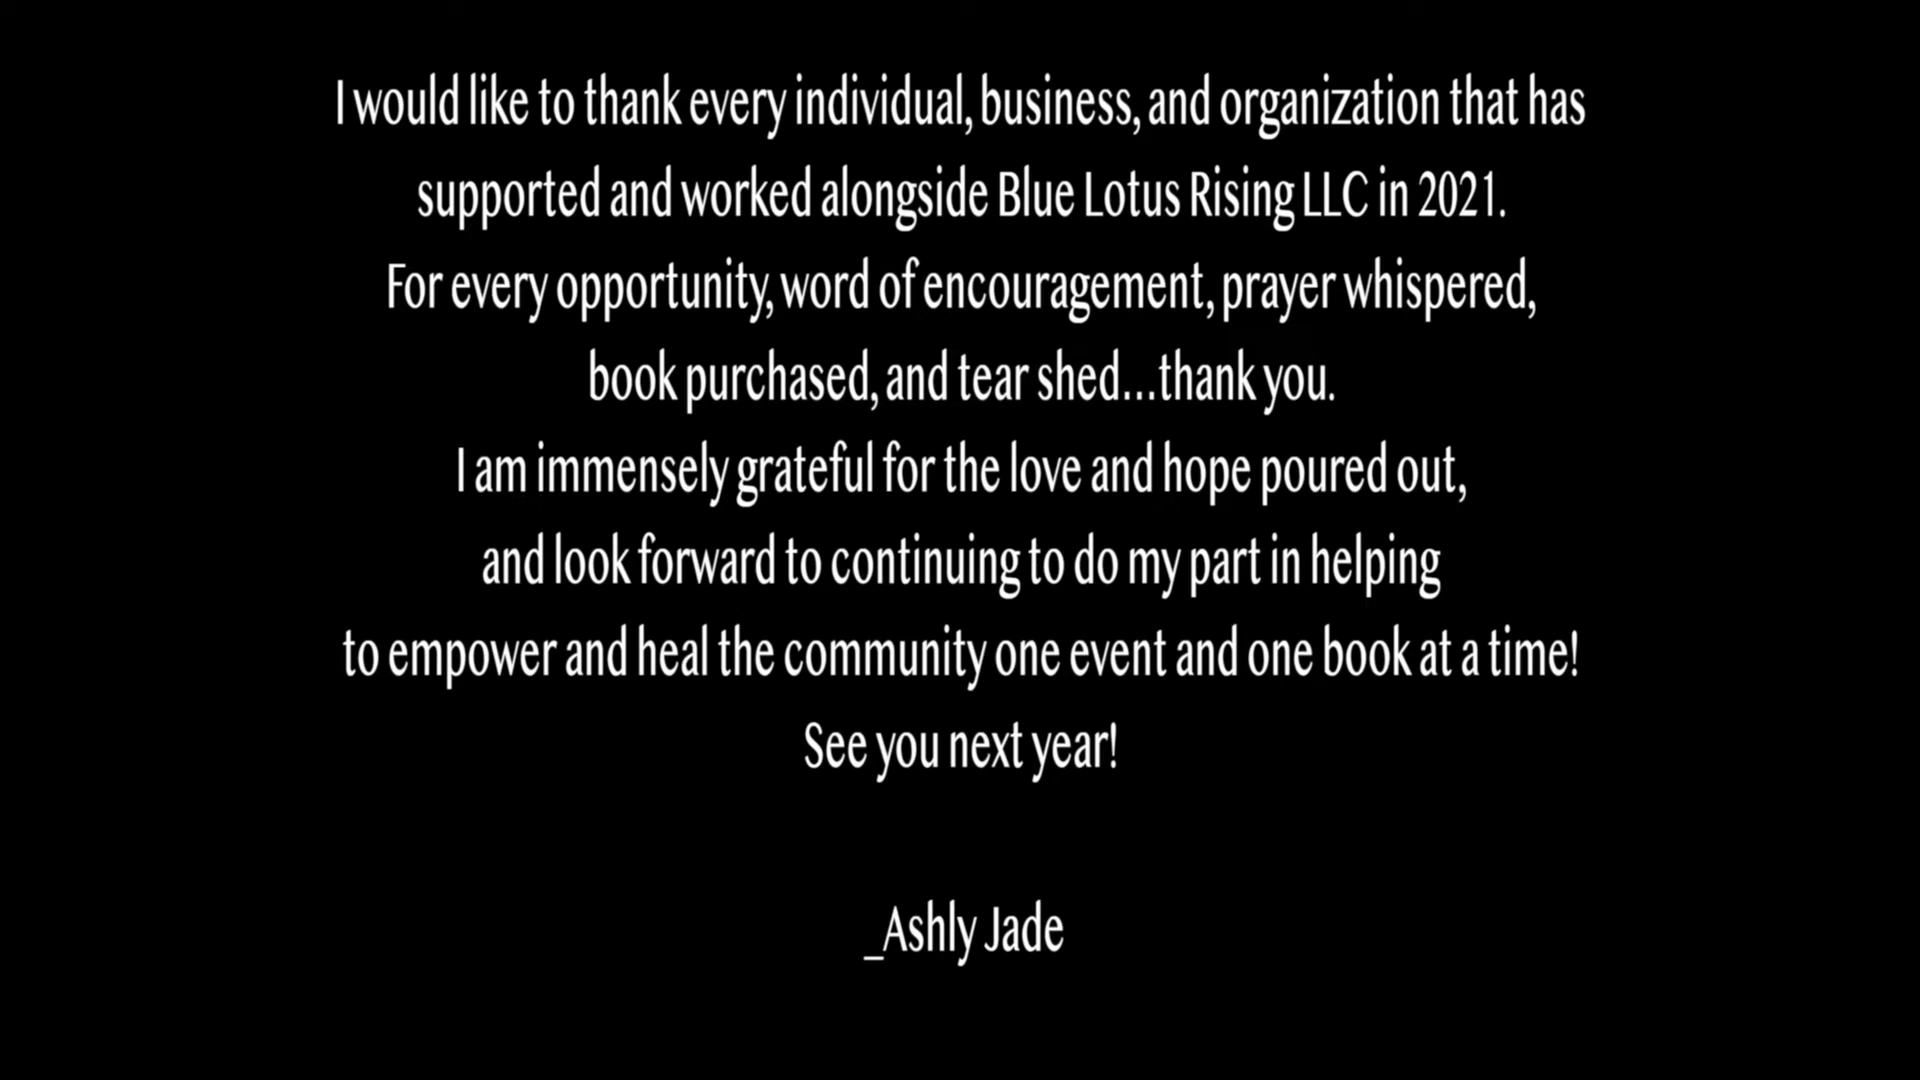 I would like to thank every individual, business, and organization that has
supported and worked alongside Blue Lotus Rising LLC in 2021.
For every opportunity, word of encouragement, prayer whispered,
book purchased, and tear shed...thank you.
I am immensely grateful for the love and hope poured out,
and look forward to continuing to do my part in helping
to empower and heal the community one event and one book at a time!
See you next year!
_Ashly Jade